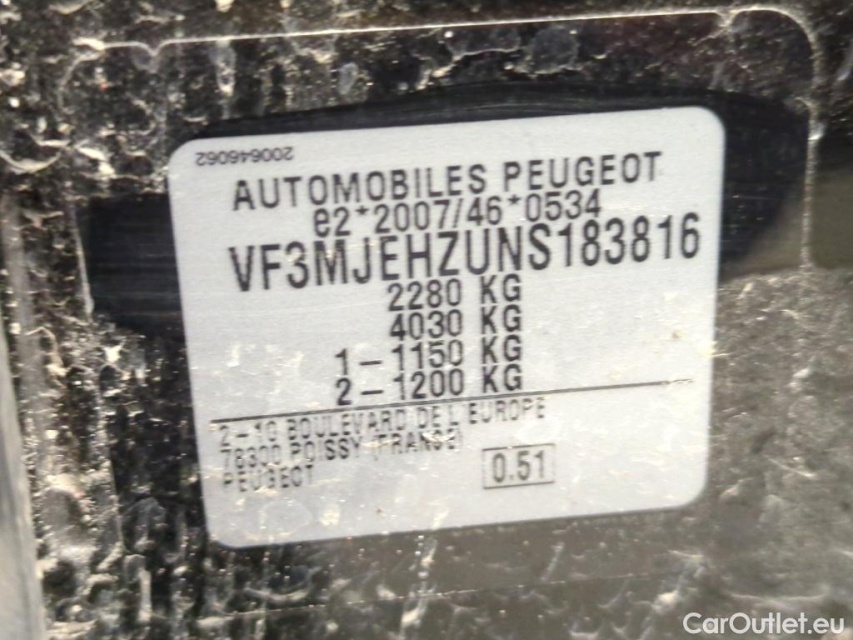 200646062
AUTOMOBILES PEUGEOT
e2*2007/46*0534
VF3MJEHZUNS183816
2280 KG
4030 KG
1-1150 KG
2-1200 KG
2-10 BOULEVARD DE L'EUROPE
78300 POISSY (FRANCE)
PEUGEOT
0.51
CarOutlet.eu